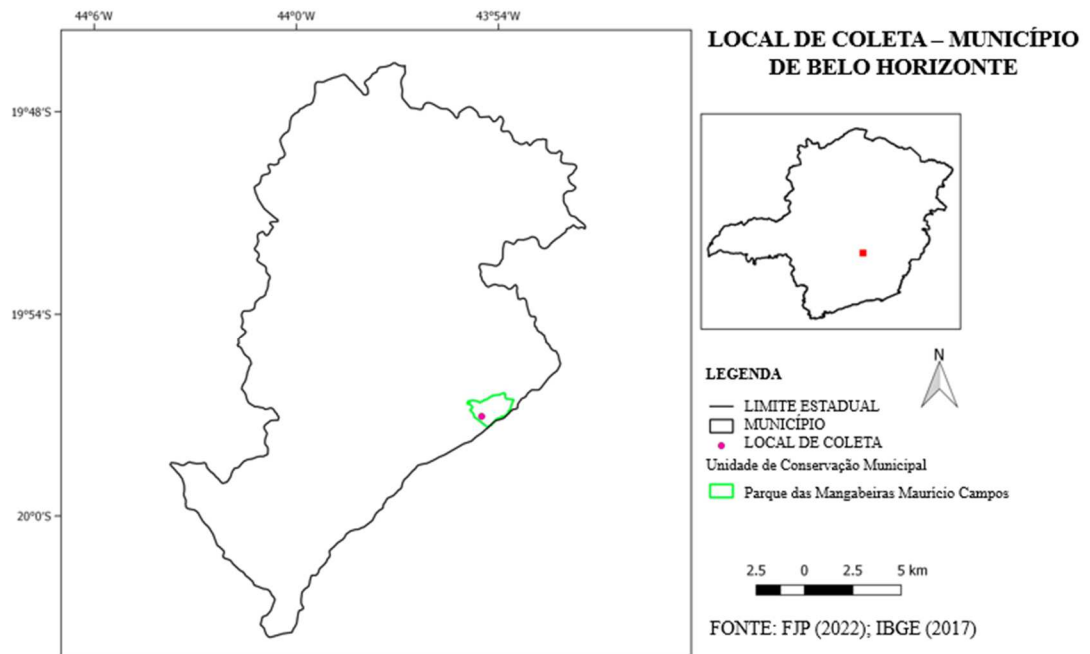 44°6'W 44°0'W 43°54'W
19°48'S
19°54'S
20°0'S
LOCAL DE COLETA – MUNICÍPIO
DE BELO HORIZONTE
N
LEGENDA
LIMITE ESTADUAL
MUNICÍPIO
LOCAL DE COLETA
Unidade de Conservação Municipal
Parque das Mangabeiras Maurício Campos
2.5 0 2.5 5 km
FONTE: FJP (2022); IBGE (2017)